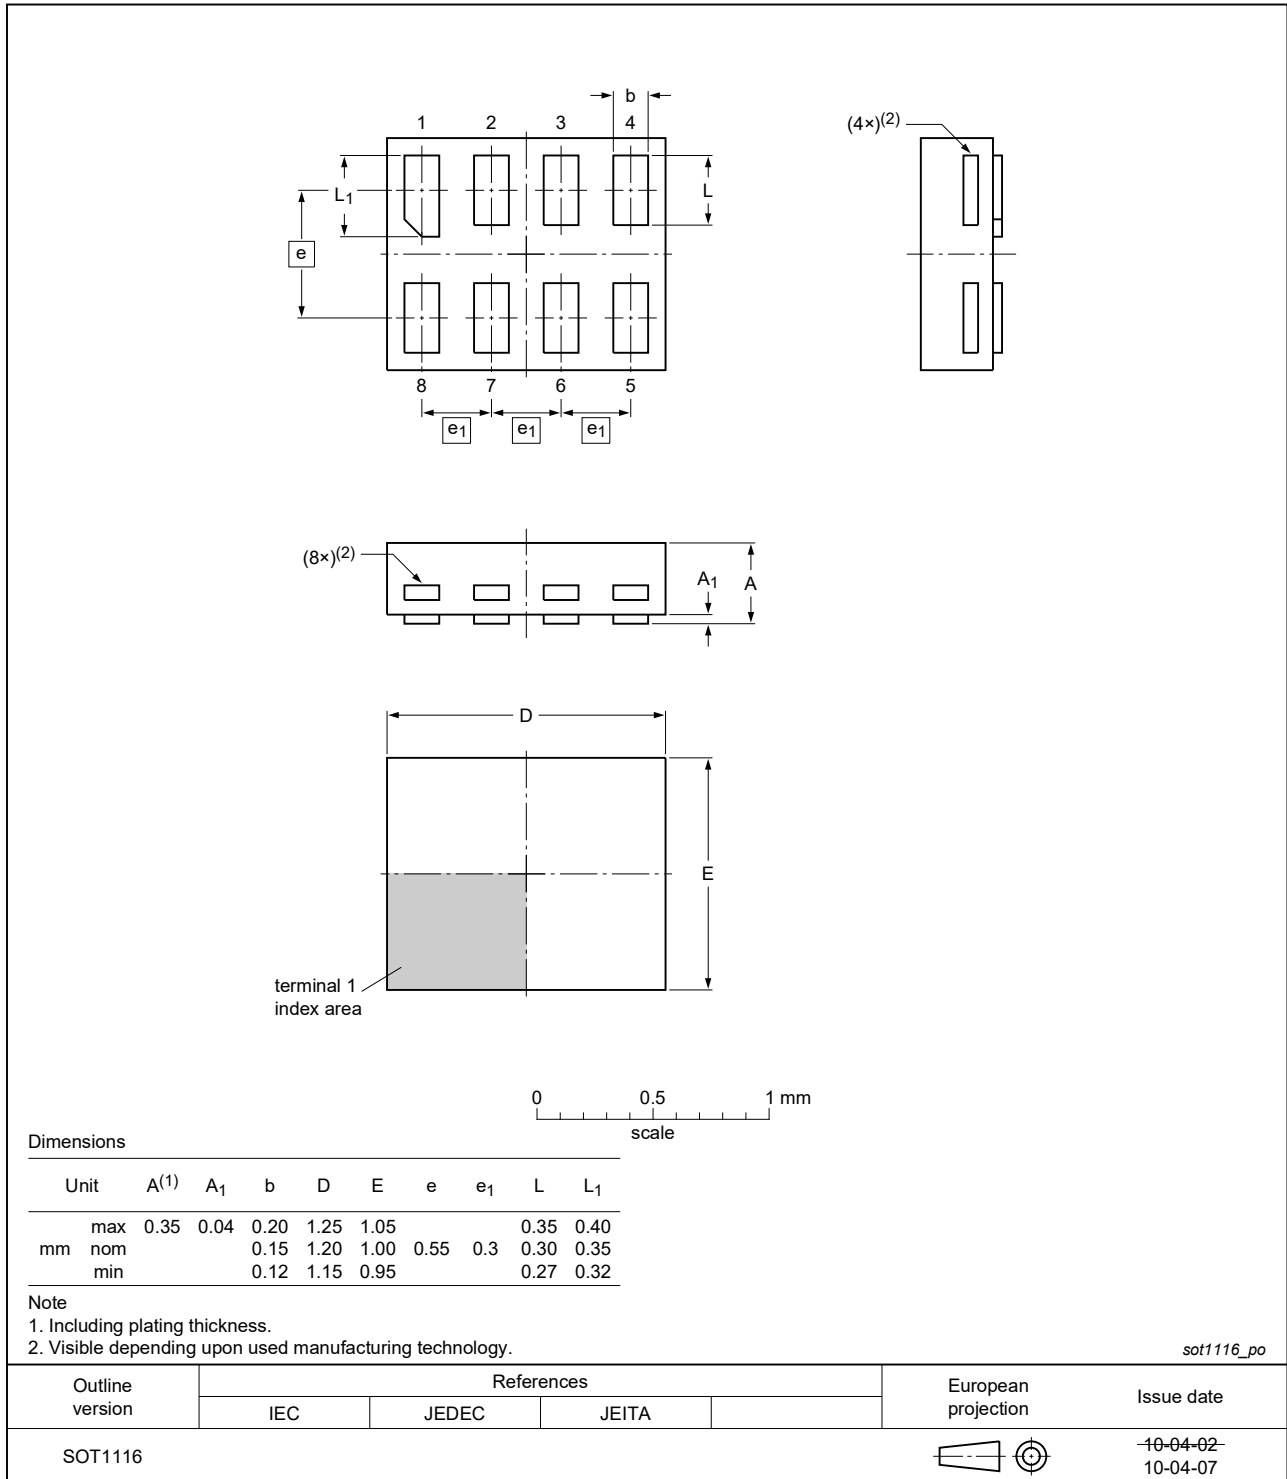 b
1 2 3 4
(4×)(2)
L1
L
e
8 7 6 5
e1 e1 e1
(8×)(2)
A1 A
D
E
terminal 1
index area
0 0.5 1 mm
scale
Dimensions
Unit A(1) A1 b D E e e1 L L1
max 0.35 0.04 0.20 1.25 1.05 0.35 0.40
mm nom 0.15 1.20 1.00 0.55 0.3 0.30 0.35
min 0.12 1.15 0.95 0.27 0.32
Note
1. Including plating thickness.
2. Visible depending upon used manufacturing technology.
sot1116_po
Outline
version
References
IEC JEDEC JEITA
European
projection
Issue date
SOT1116
10-04-02
10-04-07